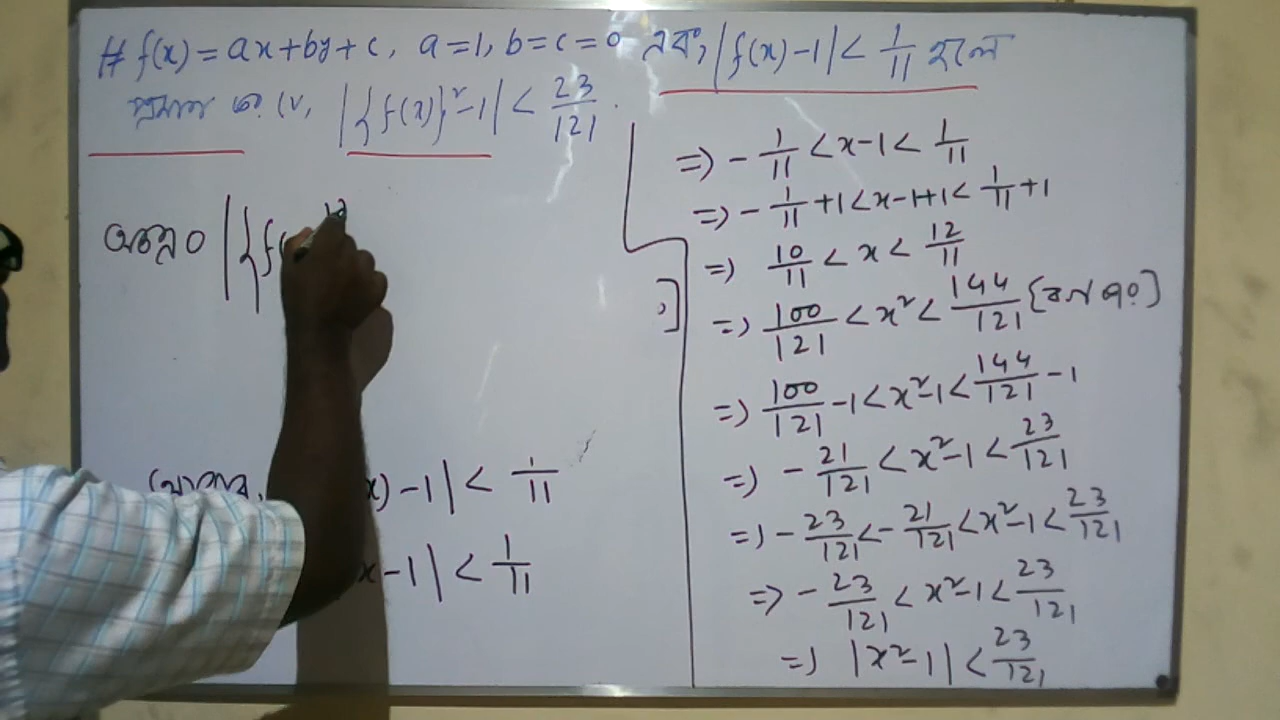 # f(x) = ax+by+c, a=1, b=c=0 এবং, |f(x)-1| < 1/11 হলে
প্রমাণ কর যে, |{f(x)}²-1| < 23/121.
অতএব |{f(
f(x)-1| < 1/11
x-1| < 1/11
=> -1/11 < x-1 < 1/11
=> -1/11 +1 < x-1+1 < 1/11 +1
=> 10/11 < x < 12/11
=> 100/121 < x² < 144/121 [বর্গ করে]
=> 100/121 -1 < x²-1 < 144/121 -1
=> -21/121 < x²-1 < 23/121
=> -23/121 < -21/121 < x²-1 < 23/121
=> -23/121 < x²-1 < 23/121
=> |x²-1| < 23/121